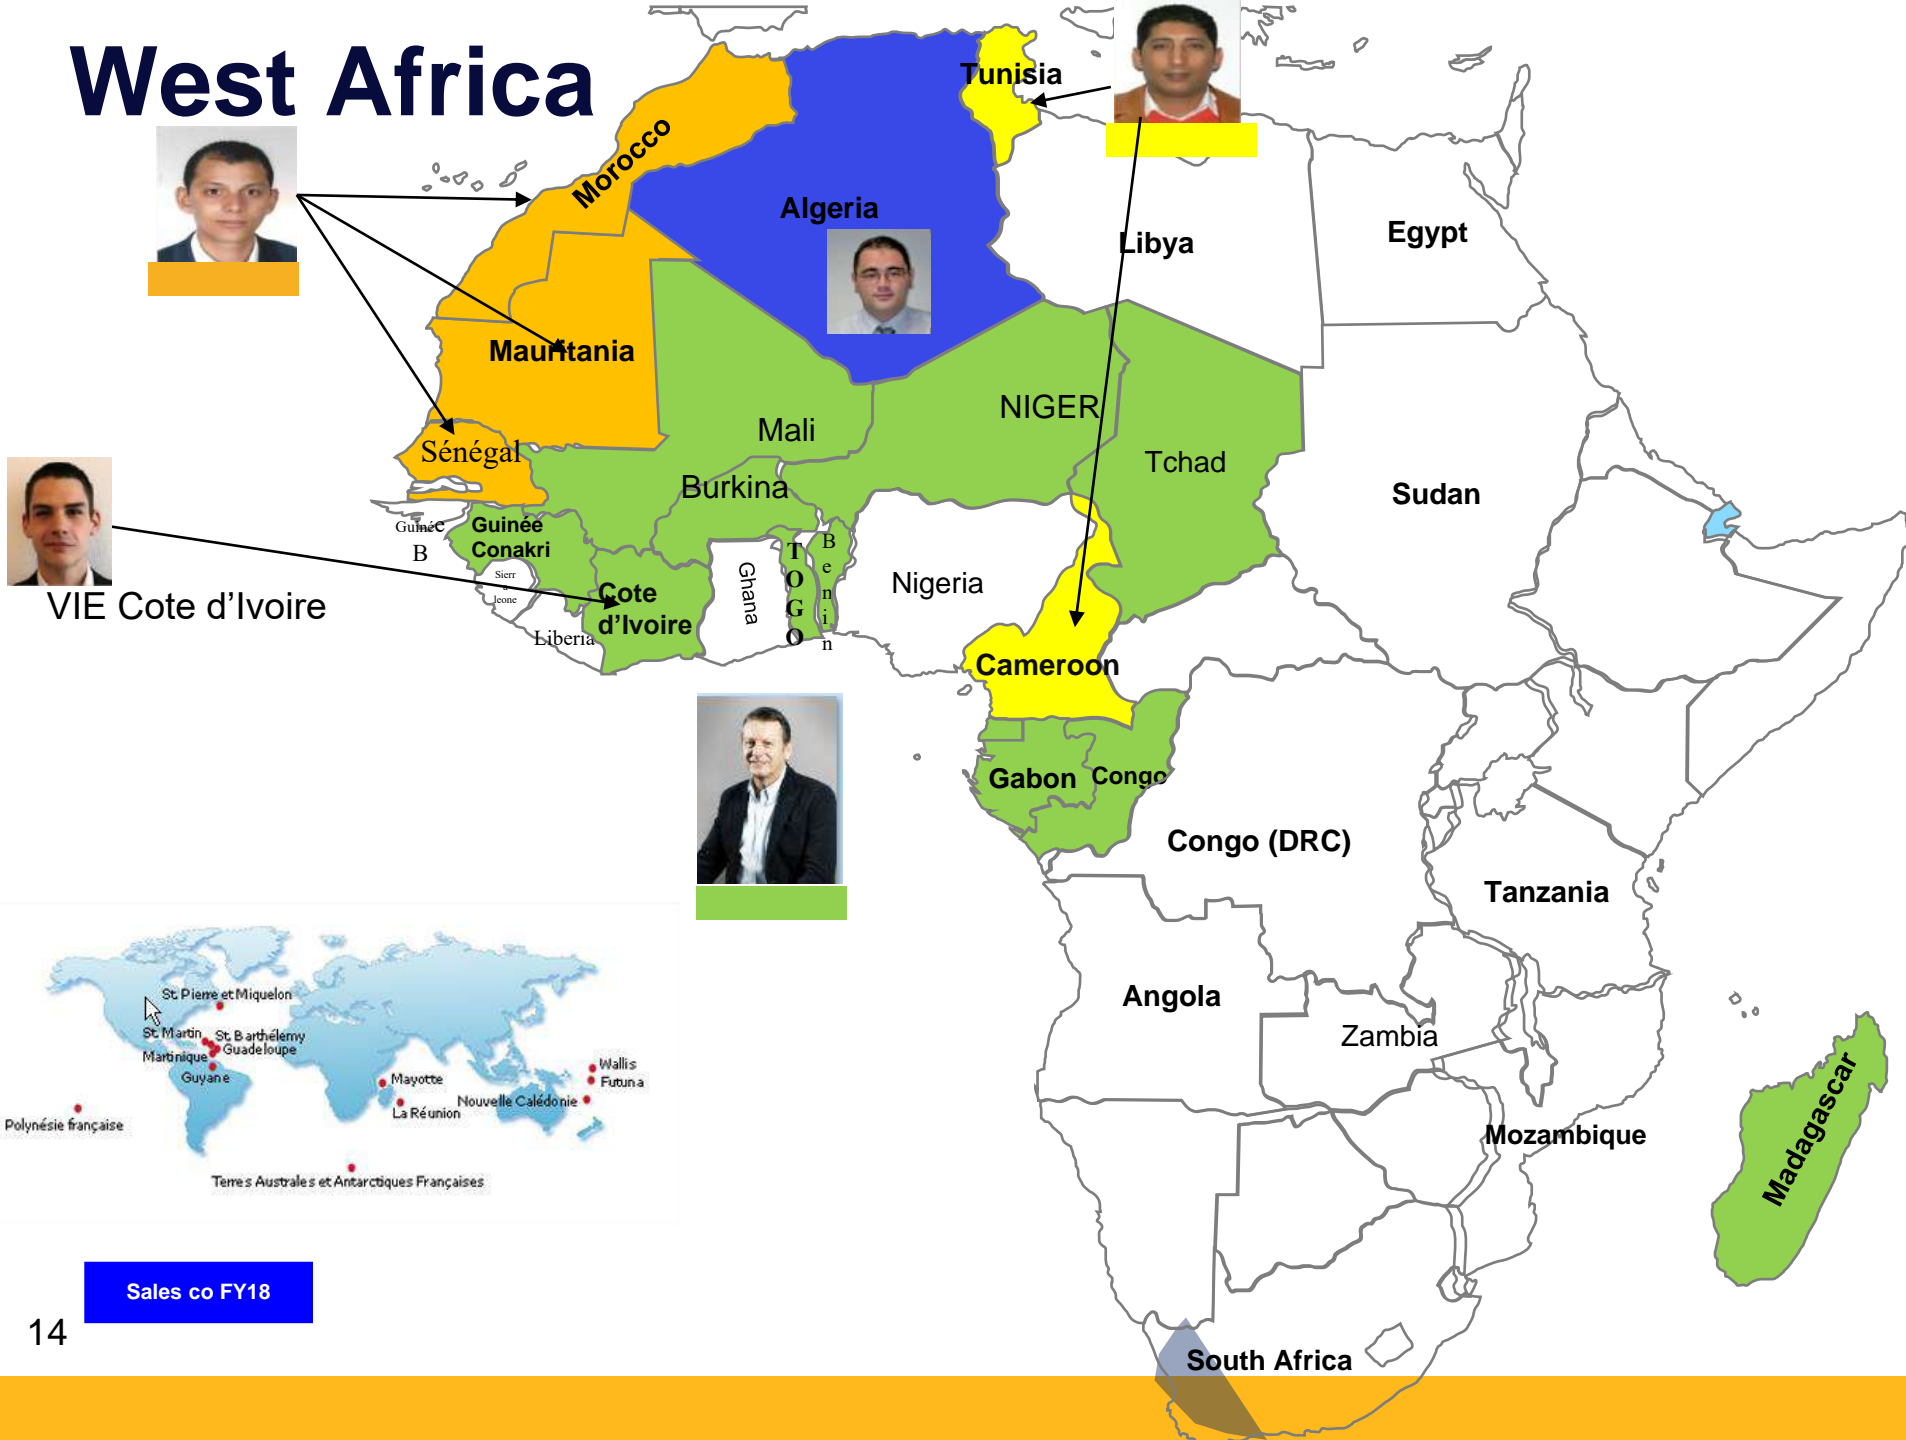 West Africa
Tunisia
Morocco
Algeria
Libya
Egypt
Mauritania
NIGER
Mali
Tchad
Sénégal
Burkina
Sudan
Guinée
B
Guinée
Conakri
TOGO
Benin
Ghana
Nigeria
Sierr
a
leone
Cote
d'Ivoire
VIE Cote d'Ivoire
Liberia
Cameroon
Gabon
Congo
Congo (DRC)
Tanzania
Angola
Zambia
Mozambique
Madagascar
South Africa
St. Pierre et Miquelon
St. Martin
St. Barthélemy
Guadeloupe
Martinique
Guyane
Mayotte
La Réunion
Wallis
Futuna
Nouvelle Calédonie
Polynésie française
Terres Australes et Antarctiques Françaises
Sales co FY18
14